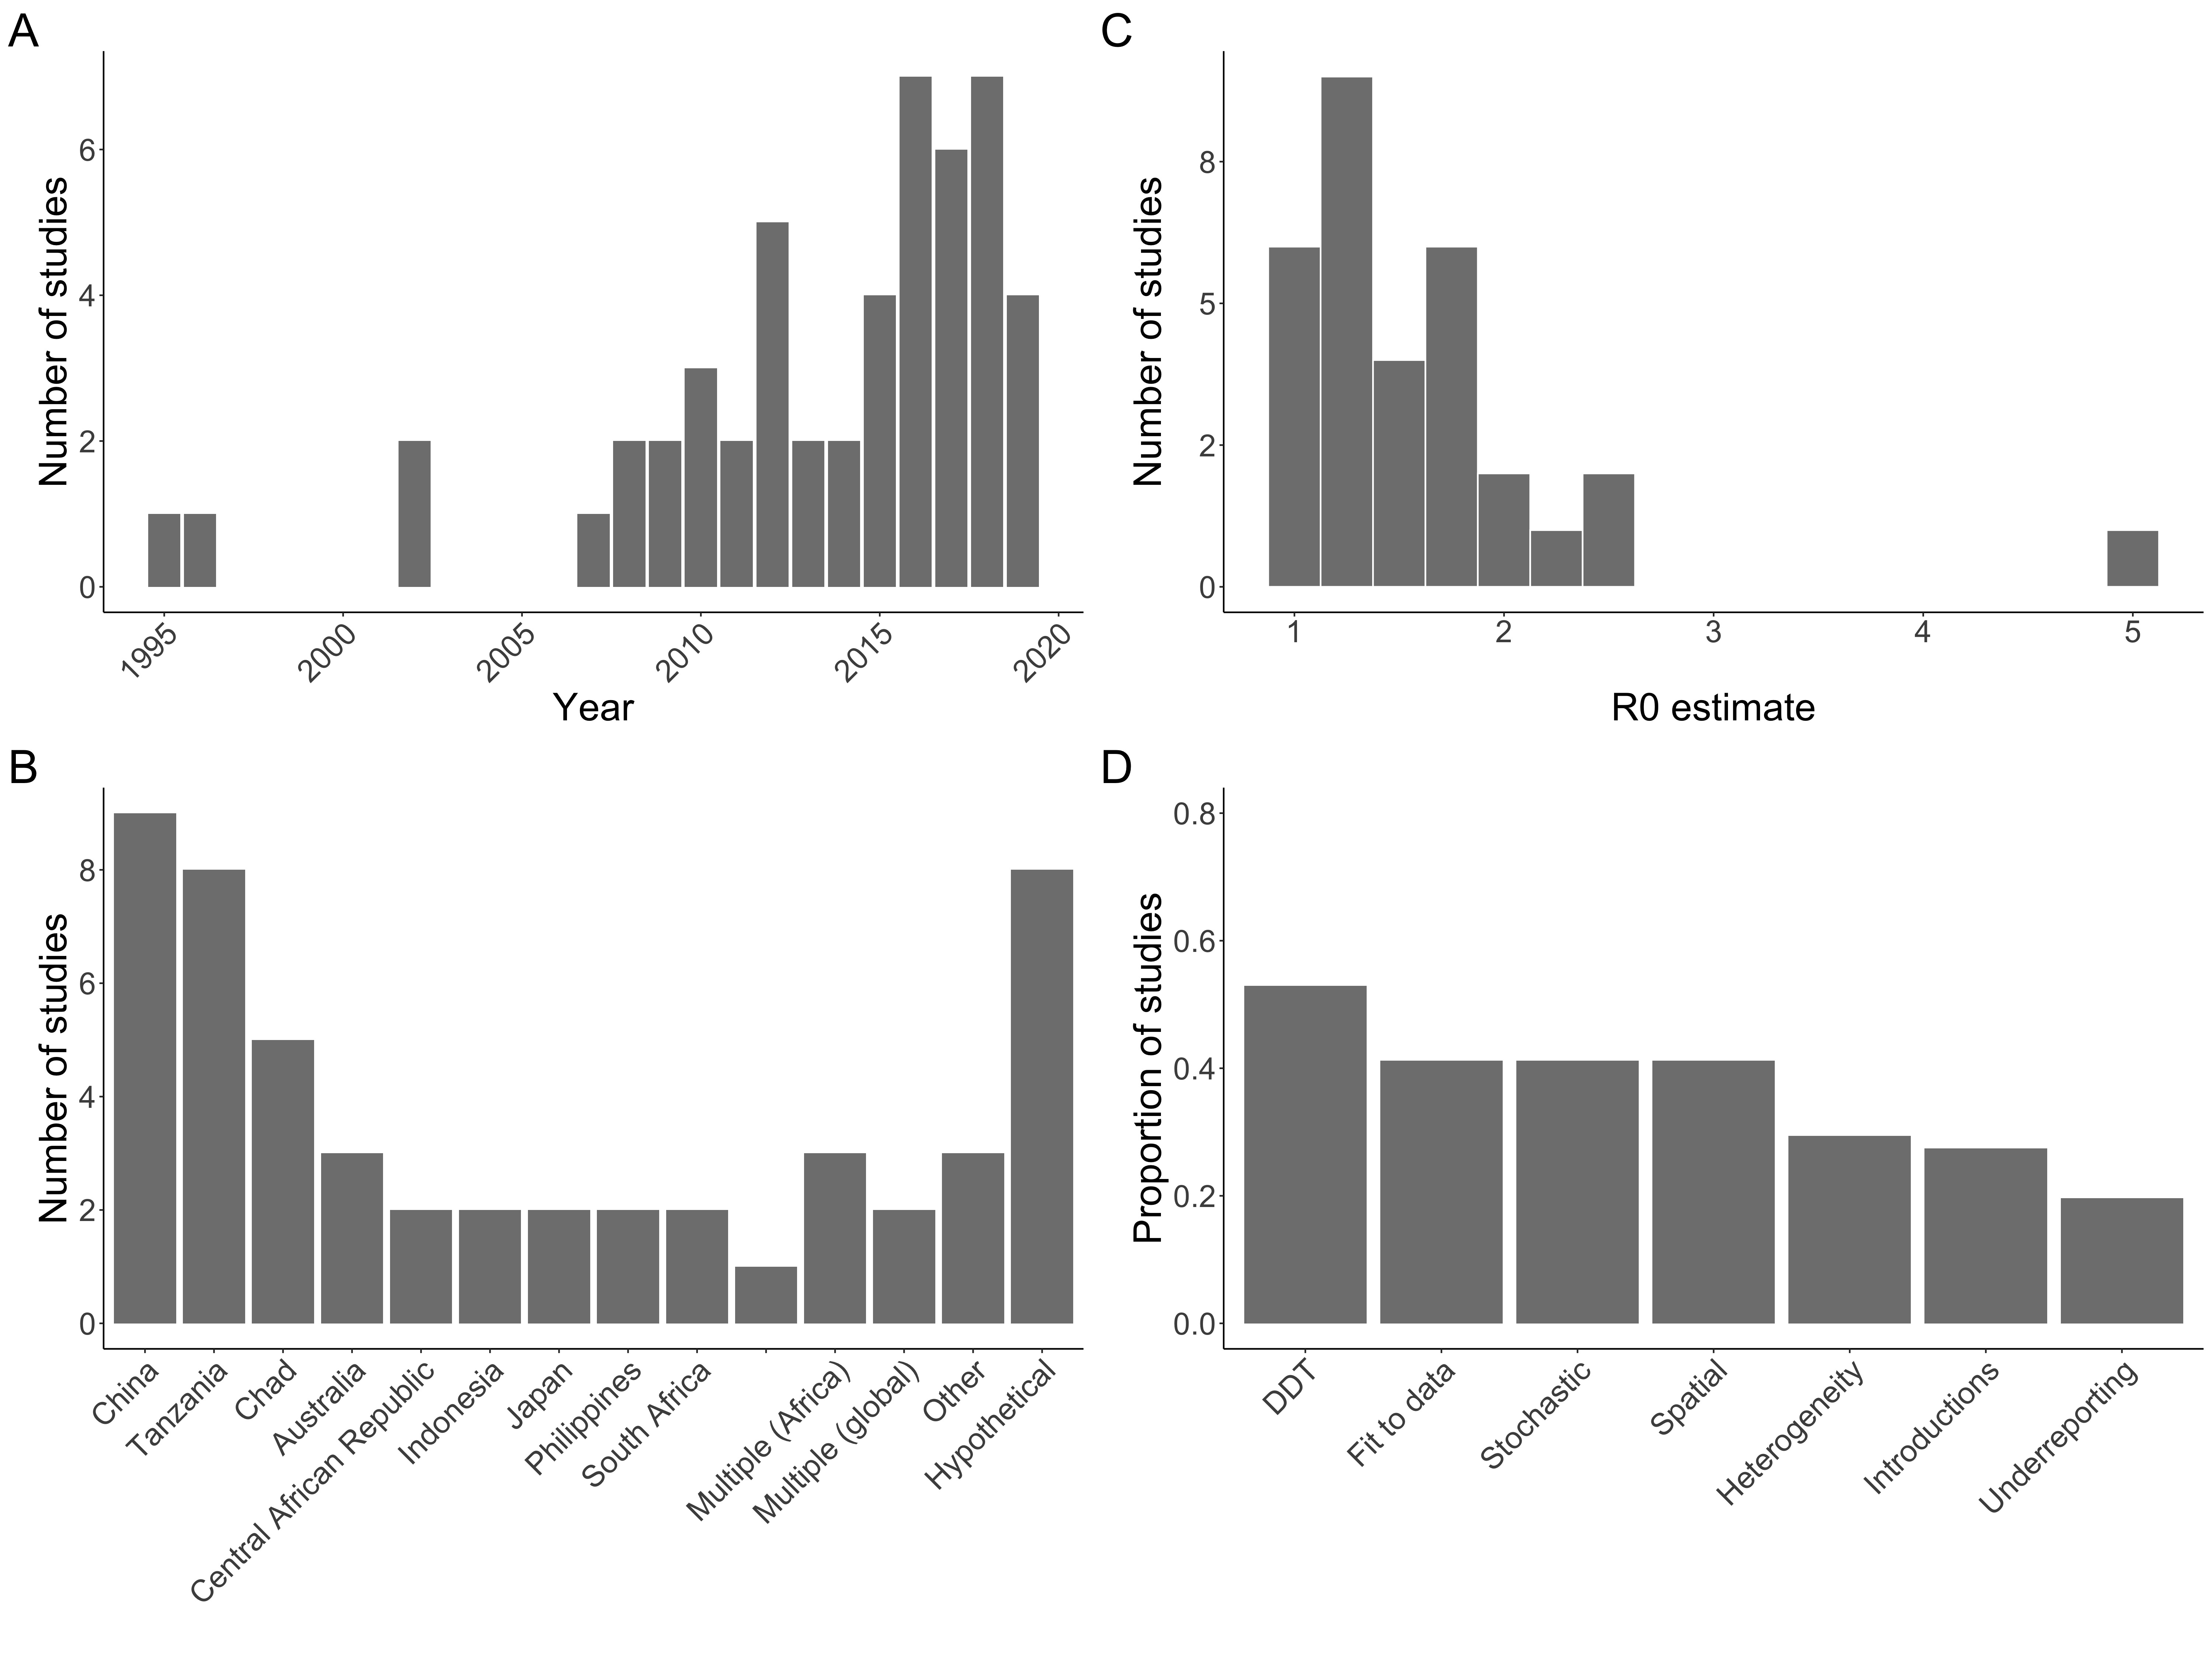 A
Number of studies
6
4
2
0
1995
2000
2005
2010
2015
2020
Year
C
Number of studies
8
5
2
0
1
2
3
4
5
R0 estimate
B
Number of studies
8
6
4
2
0
China
Tanzania
Chad
Australia
Central African Republic
Indonesia
Japan
Philippines
South Africa
Multiple (Africa)
Multiple (global)
Other
Hypothetical
D
Proportion of studies
0.8
0.6
0.4
0.2
0.0
DDT
Fit to data
Stochastic
Spatial
Heterogeneity
Introductions
Underreporting